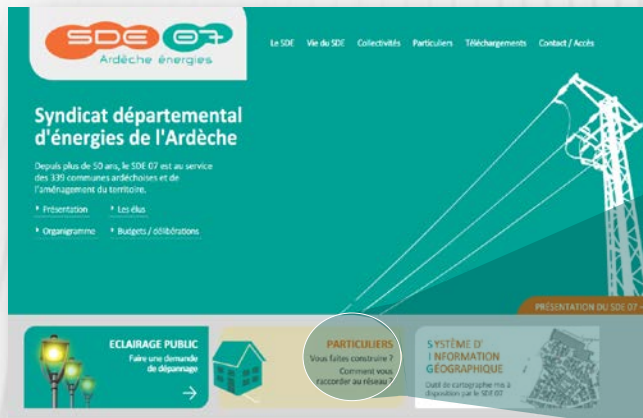 SDE 07
Ardèche énergies
Le SDE Vie du SDE Collectivités Particuliers Téléchargements Contact / Accès
Syndicat départemental
d'énergies de l'Ardèche
Depuis plus de 50 ans, le SDE 07 est au service
des 339 communes ardéchoises et de
l'aménagement du territoire.
Présentation Les élus
Organigramme Budgets / délibérations
PRÉSENTATION DU SDE 07
ECLAIRAGE PUBLIC
Faire une demande
de dépannage
PARTICULIERS
Vous faites construire ?
Comment vous
raccorder au réseau ?
SYSTÈME D'
INFORMATION
GÉOGRAPHIQUE
Outil de cartographie mis à
disposition par le SDE 07